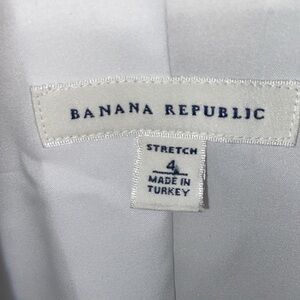 BANANA REPUBLIC
STRETCH
4
MADE IN
TURKEY